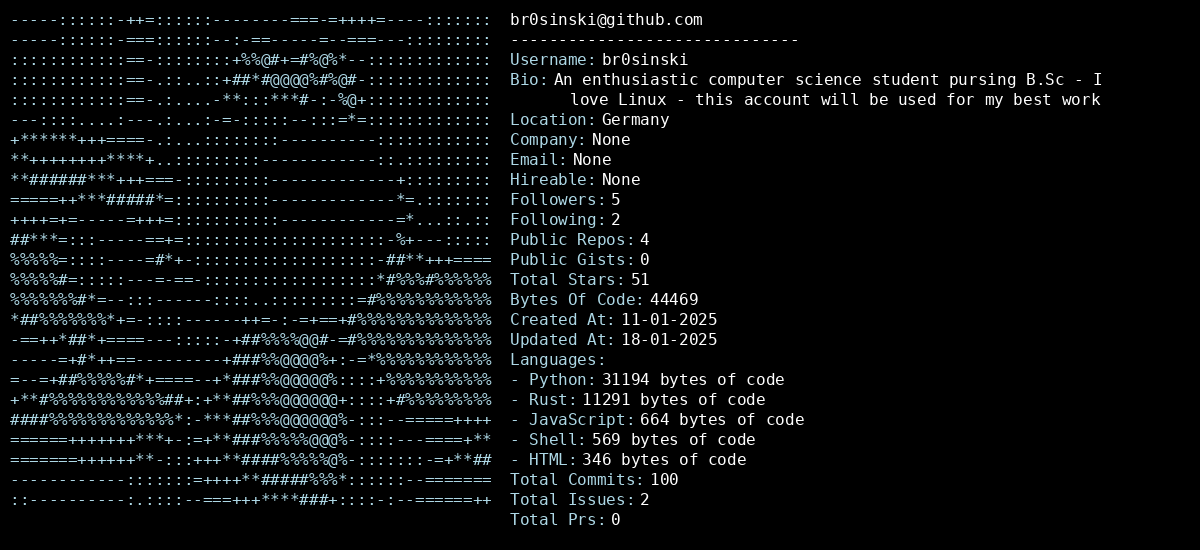 br0sinski@github.com
------------------------------
Username: br0sinski
Bio: An enthusiastic computer science student pursing B.Sc - I
love Linux - this account will be used for my best work
Location: Germany
Company: None
Email: None
Hireable: None
Followers: 5
Following: 2
Public Repos: 4
Public Gists: 0
Total Stars: 51
Bytes Of Code: 44469
Created At: 11-01-2025
Updated At: 18-01-2025
Languages:
- Python: 31194 bytes of code
- Rust: 11291 bytes of code
- JavaScript: 664 bytes of code
- Shell: 569 bytes of code
- HTML: 346 bytes of code
Total Commits: 100
Total Issues: 2
Total Prs: 0